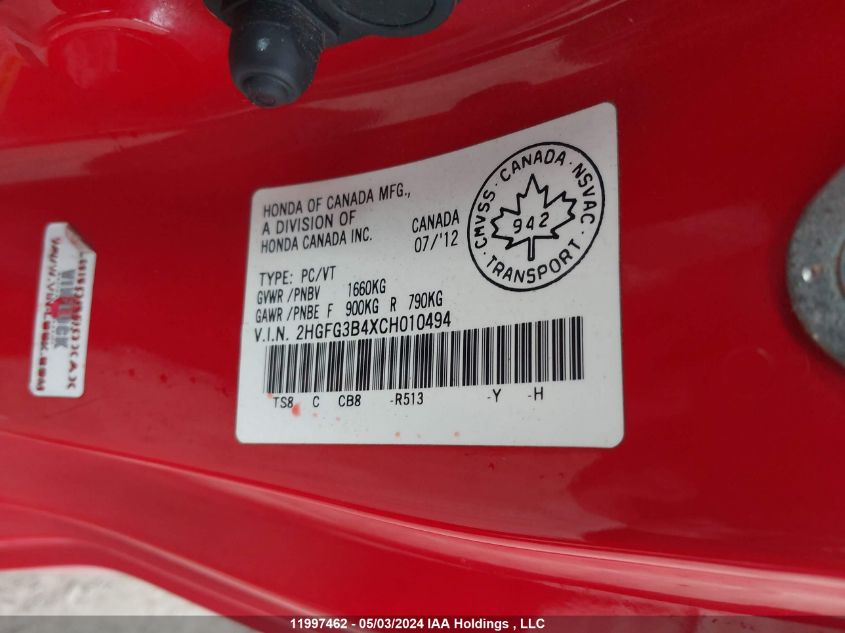 HONDA OF CANADA MFG.,
A DIVISION OF
HONDA CANADA INC.
CANADA
07/'12
CMVSS · CANADA · NSVAC
942
TRANSPORT
TYPE: PC/VT
GVWR /PNBV 1660KG
GAWR /PNBE F 900KG R 790KG
V.I.N. 2HGFG3B4XCH010494
TS8 C CB8 -R513 -Y -H
11997462 - 05/03/2024 IAA Holdings , LLC